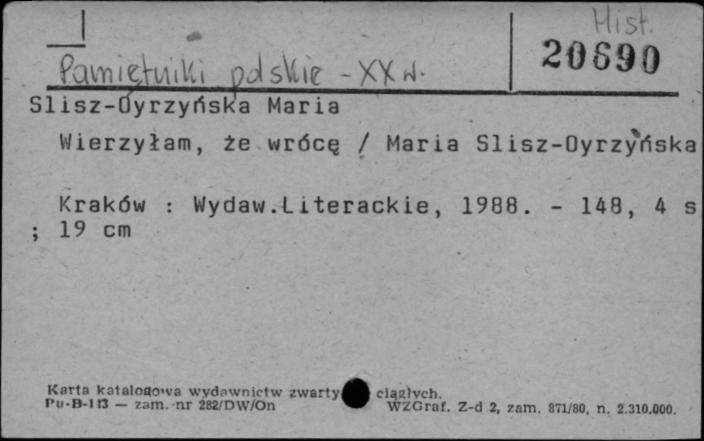 Hist.
20690
Pamiętniki polskie - XX w.
Slisz-Oyrzyńska Maria
Wierzyłam, że wrócę / Maria Slisz-Oyrzyńska
Kraków : Wydaw.Literackie, 1988. - 148, 4 s
; 19 cm
Karta katalogowa wydawnictw zwarty ciągłych.
Pu-B-113 — zam. nr 282/DW/On WZGraf. Z-d 2, zam. 871/80, n. 2.310.000.